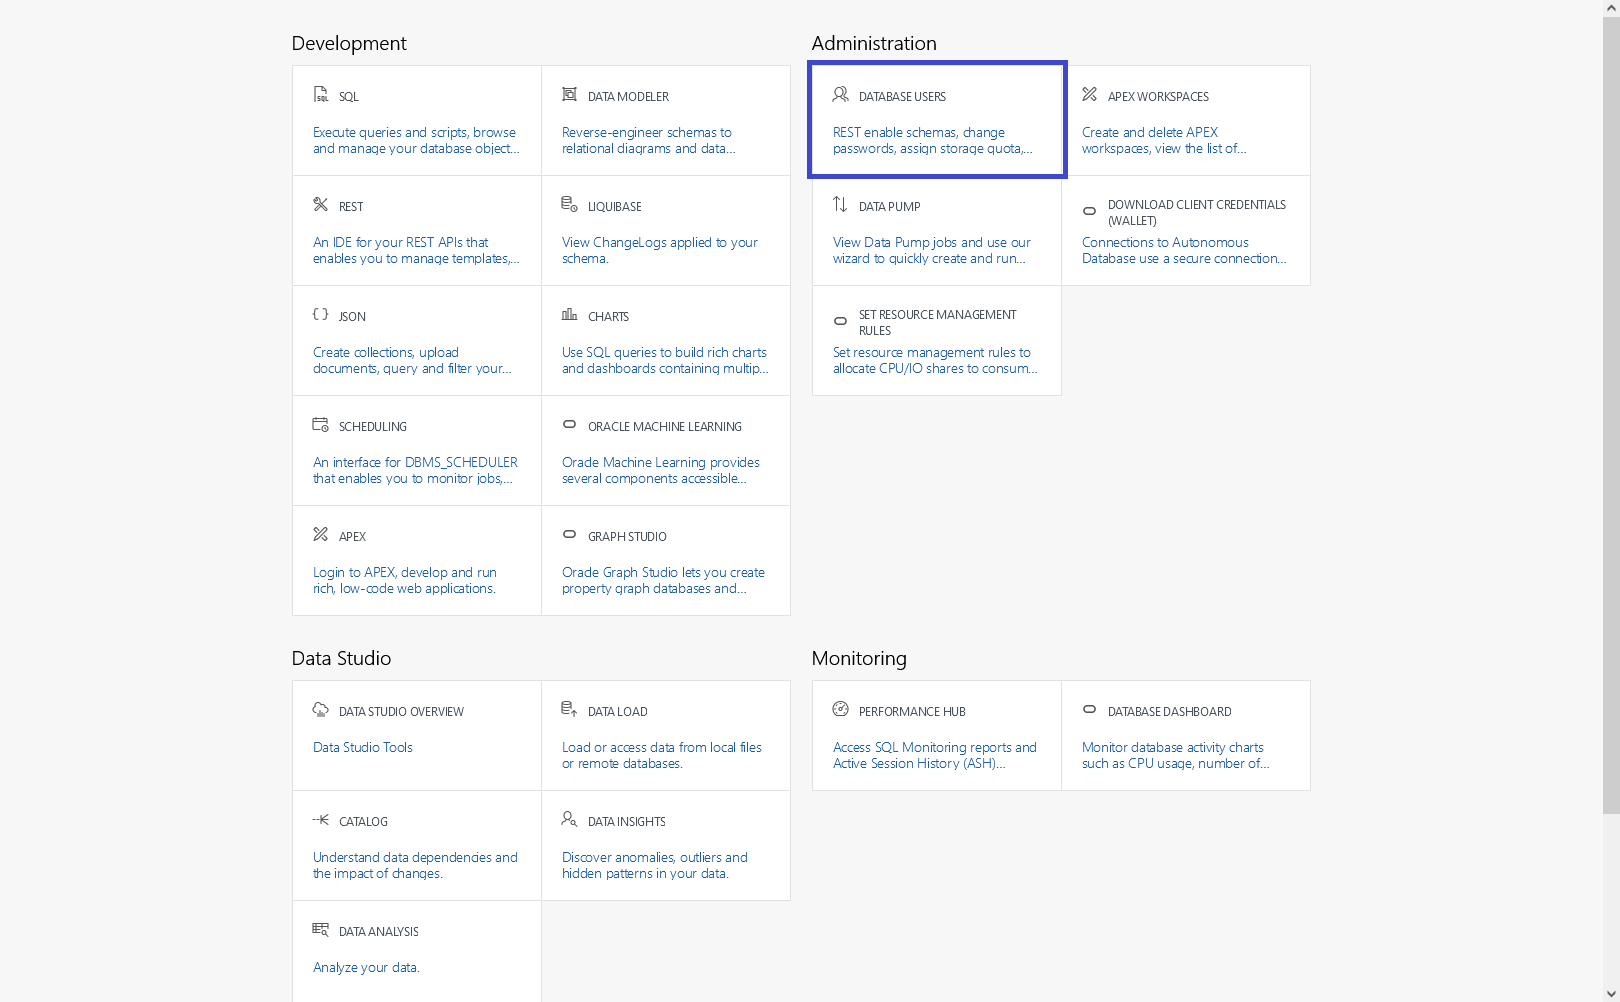 Development
SQL
Execute queries and scripts, browse
and manage your database object...
DATA MODELER
Reverse-engineer schemas to
relational diagrams and data...
REST
An IDE for your REST APIs that
enables you to manage templates,...
LIQUIBASE
View ChangeLogs applied to your
schema.
JSON
Create collections, upload
documents, query and filter your...
CHARTS
Use SQL queries to build rich charts
and dashboards containing multip...
SCHEDULING
An interface for DBMS_SCHEDULER
that enables you to monitor jobs,...
ORACLE MACHINE LEARNING
Oracle Machine Learning provides
several components accessible...
APEX
Login to APEX, develop and run
rich, low-code web applications.
GRAPH STUDIO
Oracle Graph Studio lets you create
property graph databases and...
Administration
DATABASE USERS
REST enable schemas, change
passwords, assign storage quota,...
APEX WORKSPACES
Create and delete APEX
workspaces, view the list of...
DATA PUMP
View Data Pump jobs and use our
wizard to quickly create and run...
DOWNLOAD CLIENT CREDENTIALS
(WALLET)
Connections to Autonomous
Database use a secure connection...
SET RESOURCE MANAGEMENT
RULES
Set resource management rules to
allocate CPU/IO shares to consum...
Data Studio
DATA STUDIO OVERVIEW
Data Studio Tools
DATA LOAD
Load or access data from local files
or remote databases.
CATALOG
Understand data dependencies and
the impact of changes.
DATA INSIGHTS
Discover anomalies, outliers and
hidden patterns in your data.
DATA ANALYSIS
Analyze your data.
Monitoring
PERFORMANCE HUB
Access SQL Monitoring reports and
Active Session History (ASH)...
DATABASE DASHBOARD
Monitor database activity charts
such as CPU usage, number of...